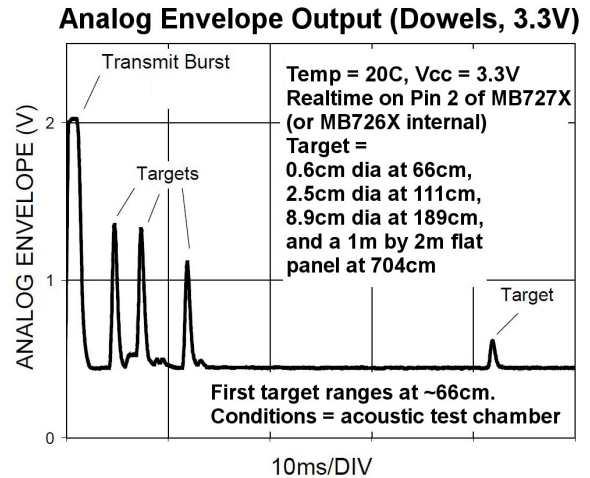 Analog Envelope Output (Dowels, 3.3V)
Transmit Burst
Temp = 20C, Vcc = 3.3V
Realtime on Pin 2 of MB727X
(or MB726X internal)
Target =
0.6cm dia at 66cm,
2.5cm dia at 111cm,
8.9cm dia at 189cm,
and a 1m by 2m flat
panel at 704cm
Targets
Target
ANALOG ENVELOPE (V)
2
1
0
First target ranges at ~66cm.
Conditions = acoustic test chamber
10ms/DIV